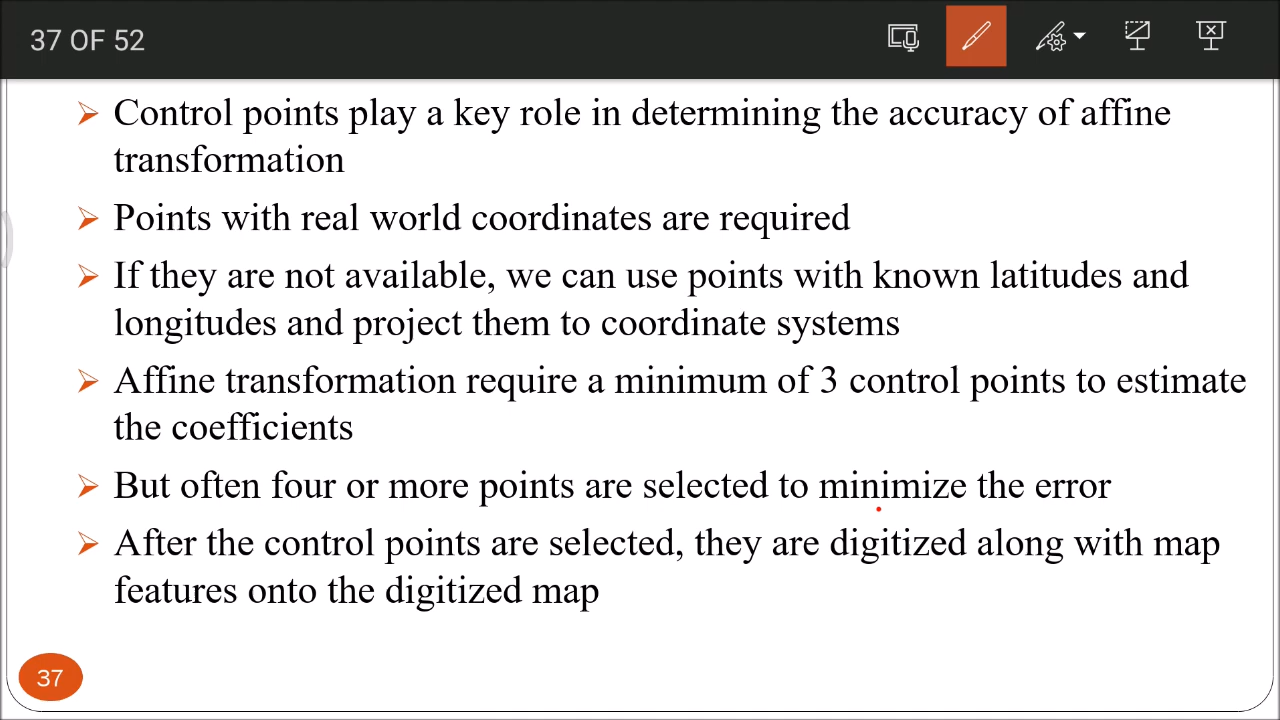 37 OF 52
Control points play a key role in determining the accuracy of affine
transformation
Points with real world coordinates are required
If they are not available, we can use points with known latitudes and
longitudes and project them to coordinate systems
Affine transformation require a minimum of 3 control points to estimate
the coefficients
But often four or more points are selected to minimize the error
After the control points are selected, they are digitized along with map
features onto the digitized map
37